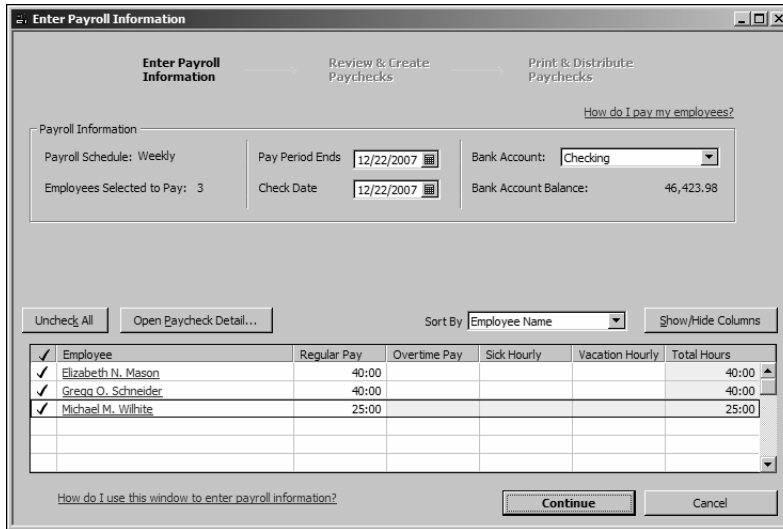 Enter Payroll Information
Enter Payroll Information
Review & Create Paychecks
Print & Distribute Paychecks
How do I pay my employees?
Payroll Information
Payroll Schedule: Weekly
Pay Period Ends 12/22/2007
Bank Account: Checking
Employees Selected to Pay: 3
Check Date 12/22/2007
Bank Account Balance: 46,423.98
Uncheck All
Open Paycheck Detail...
Sort By Employee Name
Show/Hide Columns
✓ Employee Regular Pay Overtime Pay Sick Hourly Vacation Hourly Total Hours
✓ Elizabeth N. Mason 40:00 40:00
✓ Gregg O. Schneider 40:00 40:00
✓ Michael M. Wilhite 25:00 25:00
How do I use this window to enter payroll information?
Continue
Cancel